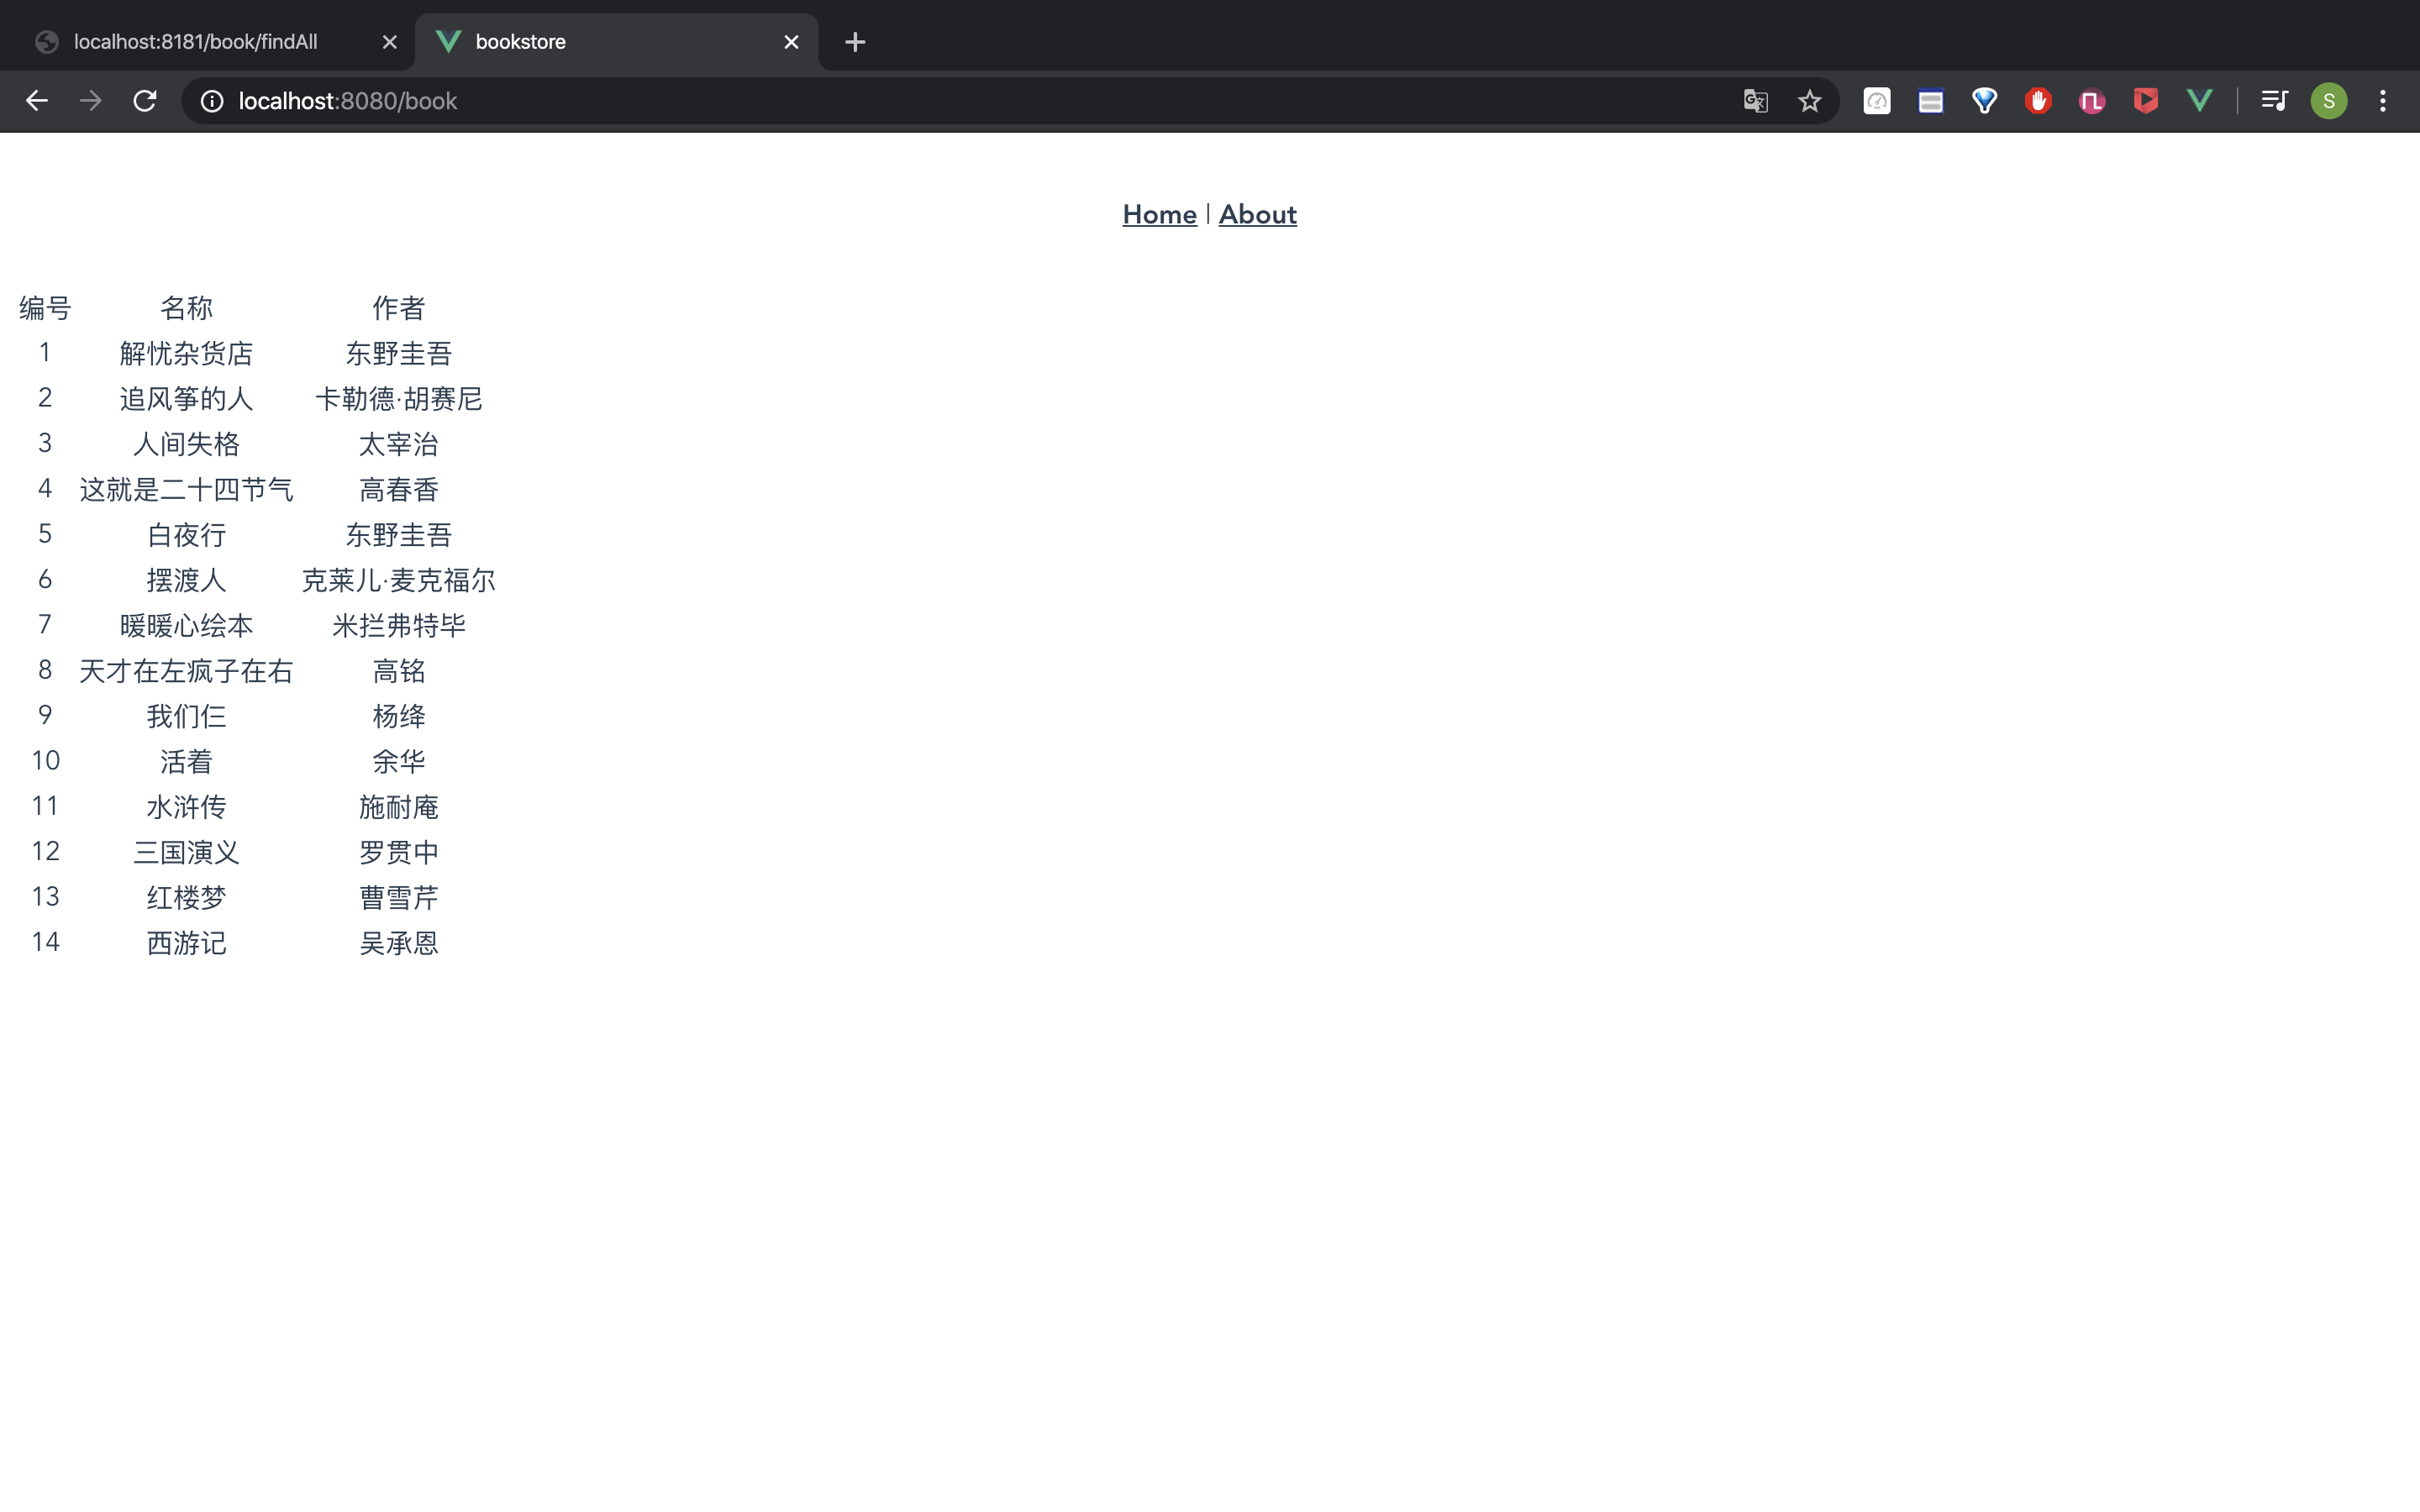 localhost:8181/book/findAll bookstore
localhost:8080/book S
Home | About
编号 名称 作者
1 解忧杂货店 东野圭吾
2 追风筝的人 卡勒德·胡赛尼
3 人间失格 太宰治
4 这就是二十四节气 高春香
5 白夜行 东野圭吾
6 摆渡人 克莱儿·麦克福尔
7 暖暖心绘本 米拦弗特毕
8 天才在左疯子在右 高铭
9 我们仨 杨绛
10 活着 余华
11 水浒传 施耐庵
12 三国演义 罗贯中
13 红楼梦 曹雪芹
14 西游记 吴承恩